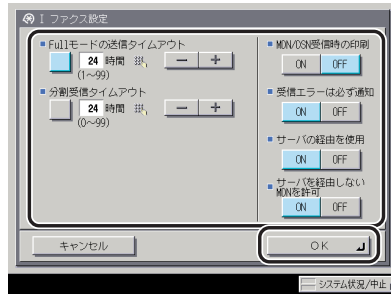 I ファクス設定
Fullモードの送信タイムアウト
24 時間 − +
(1～99)
分割受信タイムアウト
24 時間 − +
(0～99)
MDN/DSN受信時の印刷
ON OFF
受信エラーは必ず通知
ON OFF
サーバの経由を使用
ON OFF
サーバを経由しない
MDNを許可
ON OFF
キャンセル
OK
システム状況/中止